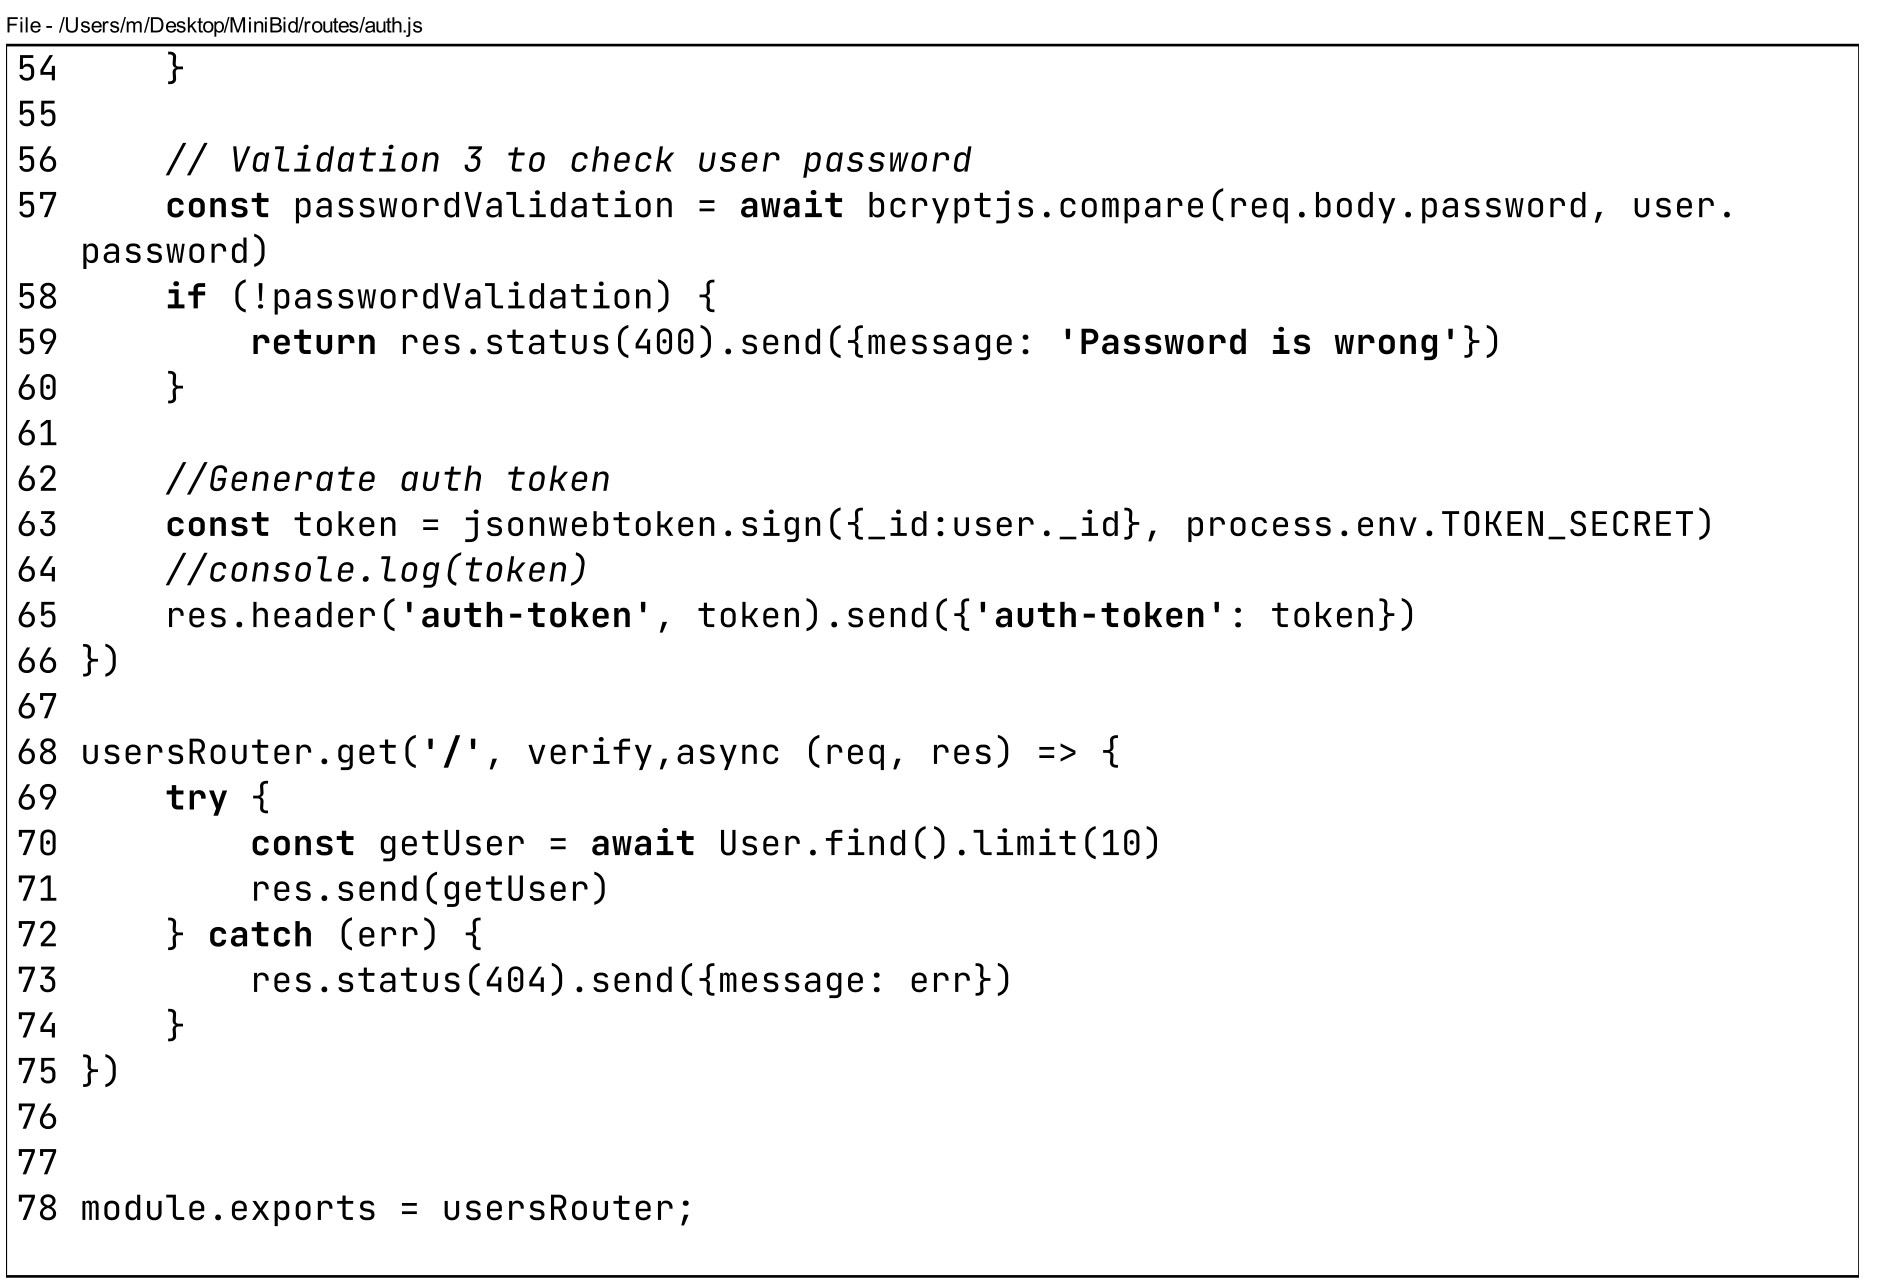 File - /Users/m/Desktop/MiniBid/routes/auth.js
54     }
55
56     // Validation 3 to check user password
57     const passwordValidation = await bcryptjs.compare(req.body.password, user.
password)
58     if (!passwordValidation) {
59         return res.status(400).send({message: 'Password is wrong'})
60     }
61
62     //Generate auth token
63     const token = jsonwebtoken.sign({_id:user._id}, process.env.TOKEN_SECRET)
64     //console.log(token)
65     res.header('auth-token', token).send({'auth-token': token})
66 })
67
68 usersRouter.get('/', verify,async (req, res) => {
69     try {
70         const getUser = await User.find().limit(10)
71         res.send(getUser)
72     } catch (err) {
73         res.status(404).send({message: err})
74     }
75 })
76
77
78 module.exports = usersRouter;